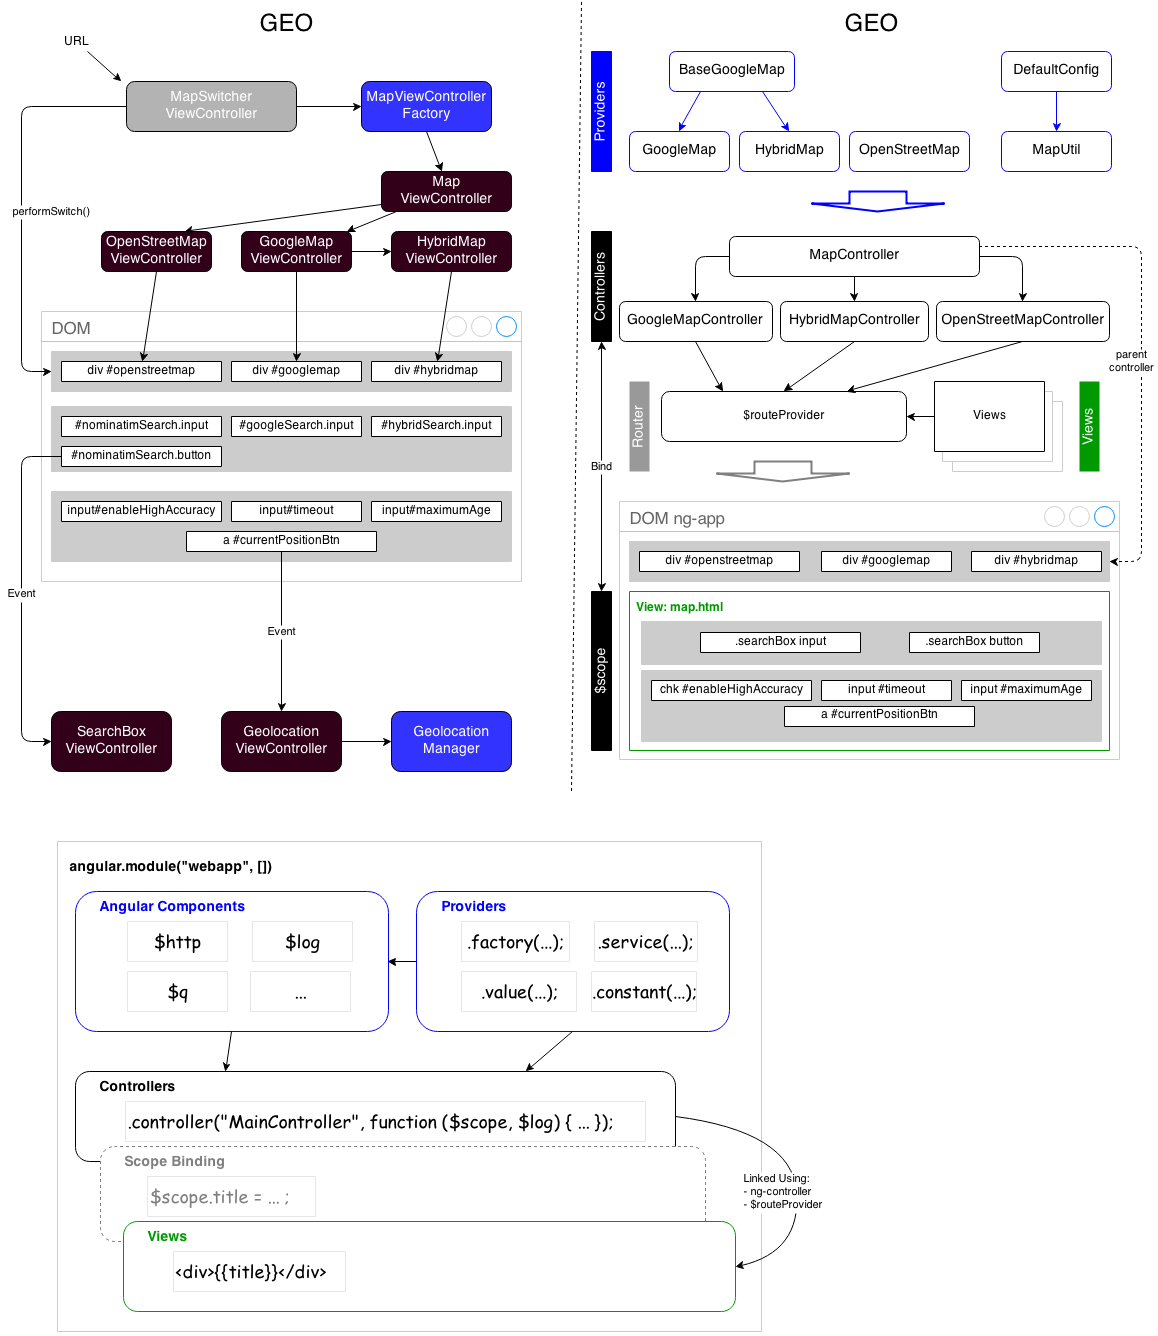 GEO
URL
MapSwitcher
ViewController
MapViewController
Factory
Map
ViewController
performSwitch()
OpenStreetMap
ViewController
GoogleMap
ViewController
HybridMap
ViewController
DOM
div #openstreetmap
div #googlemap
div #hybridmap
#nominatimSearch.input
#googleSearch.input
#hybridSearch.input
#nominatimSearch.button
input#enableHighAccuracy
input#timeout
input#maximumAge
a #currentPositionBtn
Event
Event
SearchBox
ViewController
Geolocation
ViewController
Geolocation
Manager
GEO
Providers
BaseGoogleMap
DefaultConfig
GoogleMap
HybridMap
OpenStreetMap
MapUtil
Controllers
MapController
GoogleMapController
HybridMapController
OpenStreetMapController
parent
controller
Router
$routeProvider
Views
Views
Bind
DOM ng-app
div #openstreetmap
div #googlemap
div #hybridmap
$scope
View: map.html
.searchBox input
.searchBox button
chk #enableHighAccuracy
input #timeout
input #maximumAge
a #currentPositionBtn
angular.module("webapp", [])
Angular Components
$http
$log
$q
...
Providers
.factory(...);
.service(...);
.value(...);
.constant(...);
Controllers
.controller("MainController", function ($scope, $log) { ... });
Scope Binding
$scope.title = ... ;
Linked Using:
- ng-controller
- $routeProvider
Views
<div>{{title}}</div>